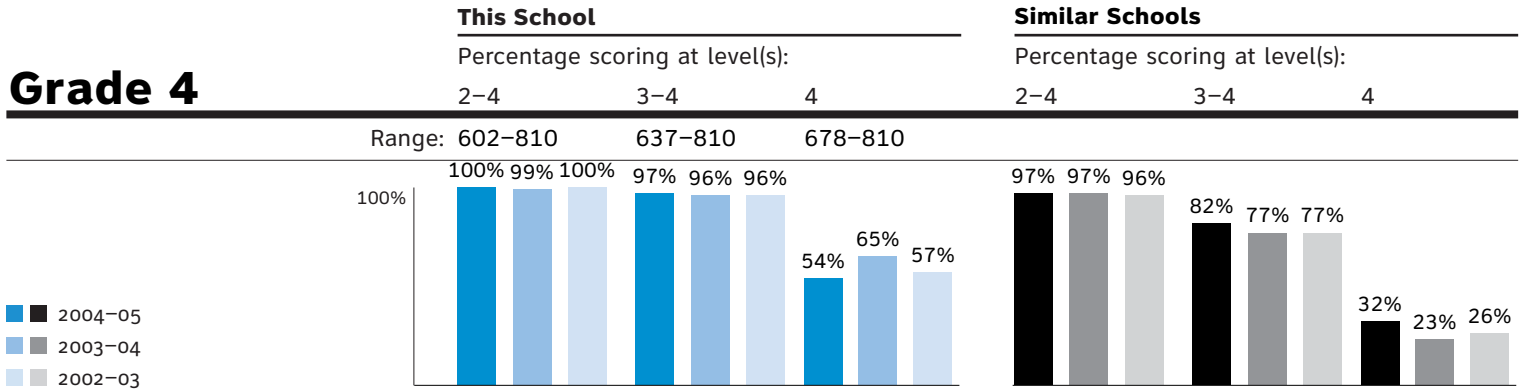 This School Similar Schools
Percentage scoring at level(s): Percentage scoring at level(s):
Grade 4 2–4 3–4 4 2–4 3–4 4
Range: 602–810 637–810 678–810
100% 99% 100% 97% 96% 96% 97% 97% 96%
100% 82% 77% 77%
54% 65% 57%
32% 23% 26%
2004–05
2003–04
2002–03